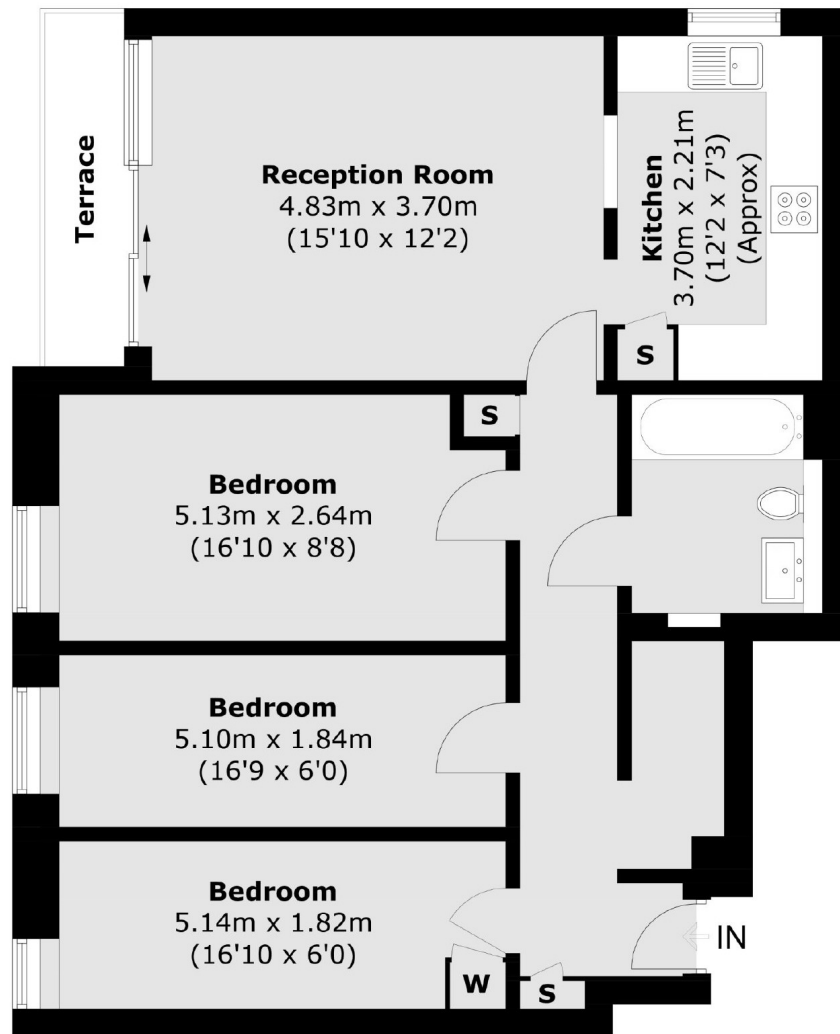 Terrace
Reception Room
4.83m x 3.70m
(15'10 x 12'2)
Kitchen
3.70m x 2.21m
(12'2 x 7'3)
(Approx)
S
S
Bedroom
5.13m x 2.64m
(16'10 x 8'8)
Bedroom
5.10m x 1.84m
(16'9 x 6'0)
Bedroom
5.14m x 1.82m
(16'10 x 6'0)
IN
W
S